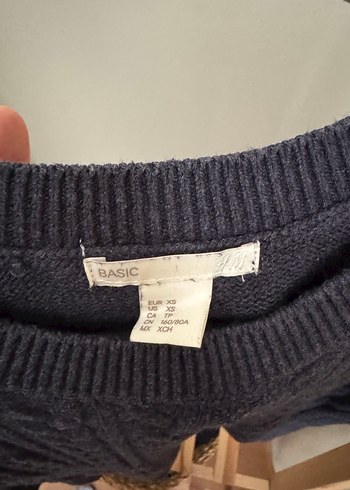 BASIC H&M
EUR XS
US XS
CA TP
CN 160/80A
MX XCH